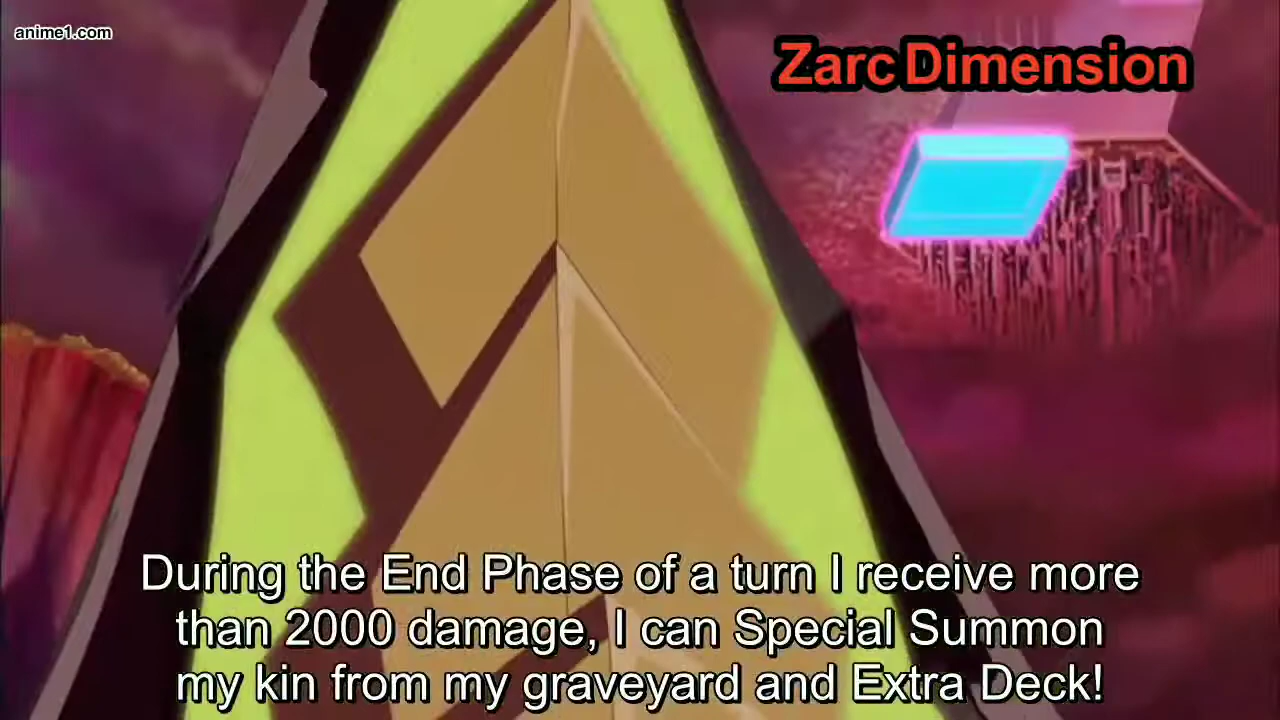 anime1.com
Zarc Dimension
During the End Phase of a turn I receive more
than 2000 damage, I can Special Summon
my kin from my graveyard and Extra Deck!